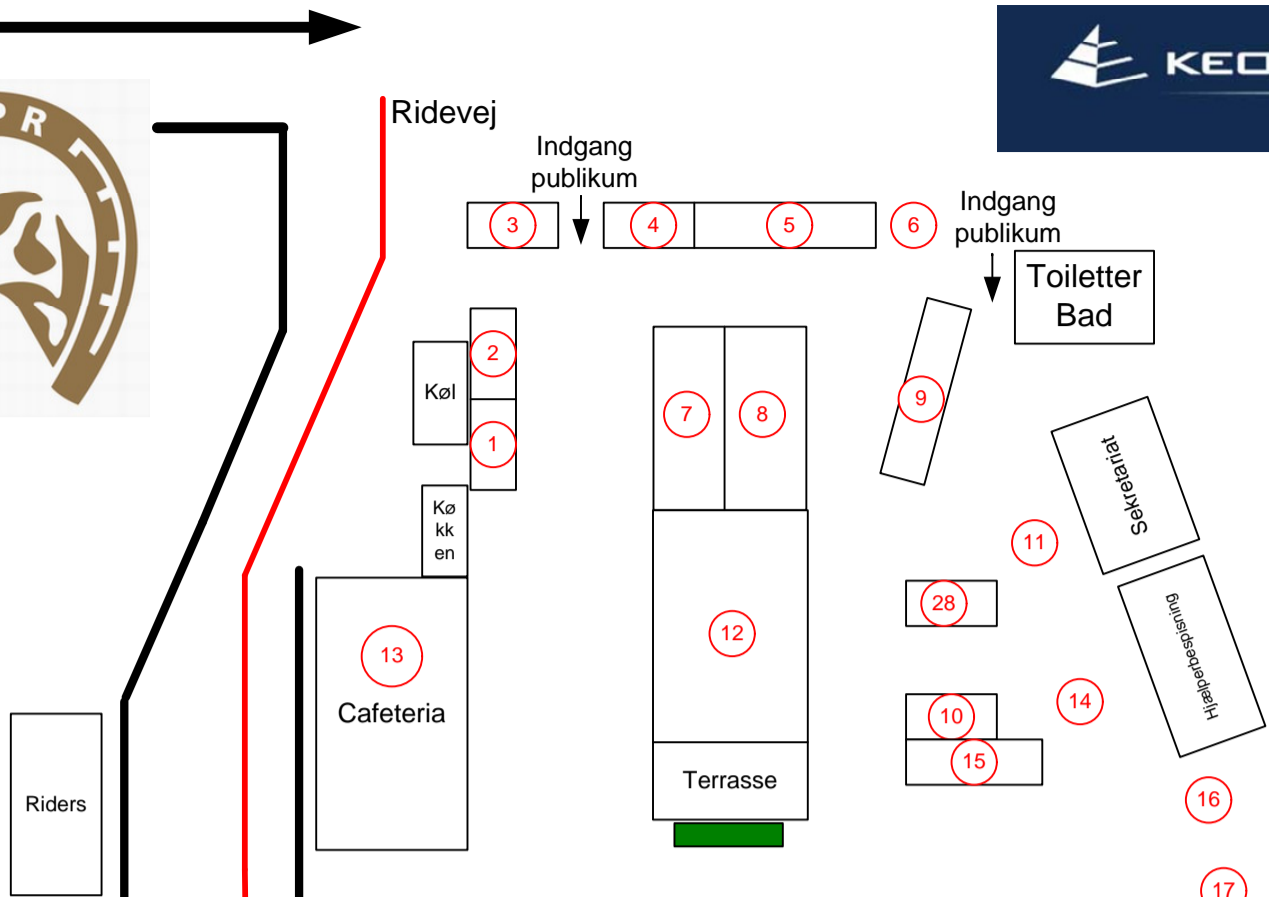 KEO
PR
Ridevej
Indgang
publikum
3
4
5
6
Indgang
publikum
Toiletter
Bad
2
Køl
1
7
8
9
Kø
kk
en
Sekretariat
11
28
12
13
Cafeteria
Hjælperbespisning
14
10
15
Terrasse
Riders
16
17